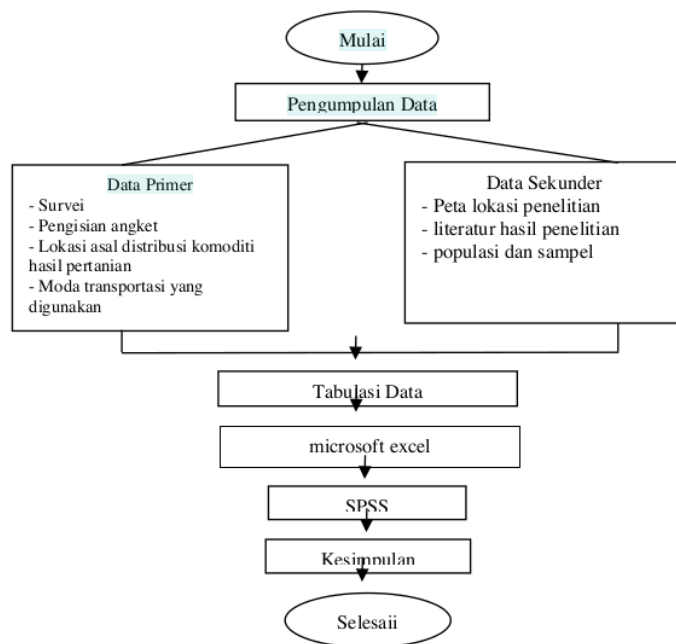 Mulai
Pengumpulan Data
Data Primer
- Survei
- Pengisian angket
- Lokasi asal distribusi komoditi
hasil pertanian
- Moda transportasi yang
digunakan
Data Sekunder
- Peta lokasi penelitian
- literatur hasil penelitian
- populasi dan sampel
Tabulasi Data
microsoft excel
SPSS
Kesimpulan
Selesaii